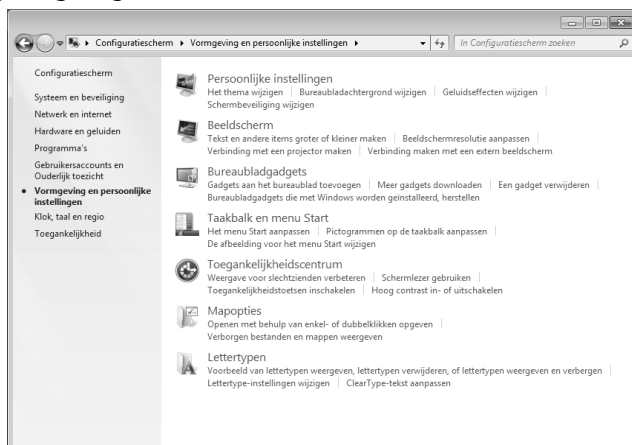 Configuratiescherm ▸ Vormgeving en persoonlijke instellingen ▸
In Configuratiescherm zoeken
Configuratiescherm
Systeem en beveiliging
Netwerk en internet
Hardware en geluiden
Programma's
Gebruikersaccounts en
Ouderlijk toezicht
Vormgeving en persoonlijke
instellingen
Klok, taal en regio
Toegankelijkheid
Persoonlijke instellingen
Het thema wijzigen | Bureaubladachtergrond wijzigen | Geluidseffecten wijzigen |
Schermbeveiliging wijzigen
Beeldscherm
Tekst en andere items groter of kleiner maken | Beeldschermresolutie aanpassen |
Verbinding met een projector maken | Verbinding maken met een extern beeldscherm
Bureaubladgadgets
Gadgets aan het bureaublad toevoegen | Meer gadgets downloaden | Een gadget verwijderen |
Bureaubladgadgets die met Windows worden geïnstalleerd, herstellen
Taakbalk en menu Start
Het menu Start aanpassen | Pictogrammen op de taakbalk aanpassen |
De afbeelding voor het menu Start wijzigen
Toegankelijkheidscentrum
Weergave voor slechtzienden verbeteren | Schermlezer gebruiken |
Toegankelijkheidstoetsen inschakelen | Hoog contrast in- of uitschakelen
Mapopties
Openen met behulp van enkel- of dubbelklikken opgeven |
Verborgen bestanden en mappen weergeven
Lettertypen
Voorbeeld van lettertypen weergeven, lettertypen verwijderen, of lettertypen weergeven en verbergen |
Lettertype-instellingen wijzigen | ClearType-tekst aanpassen